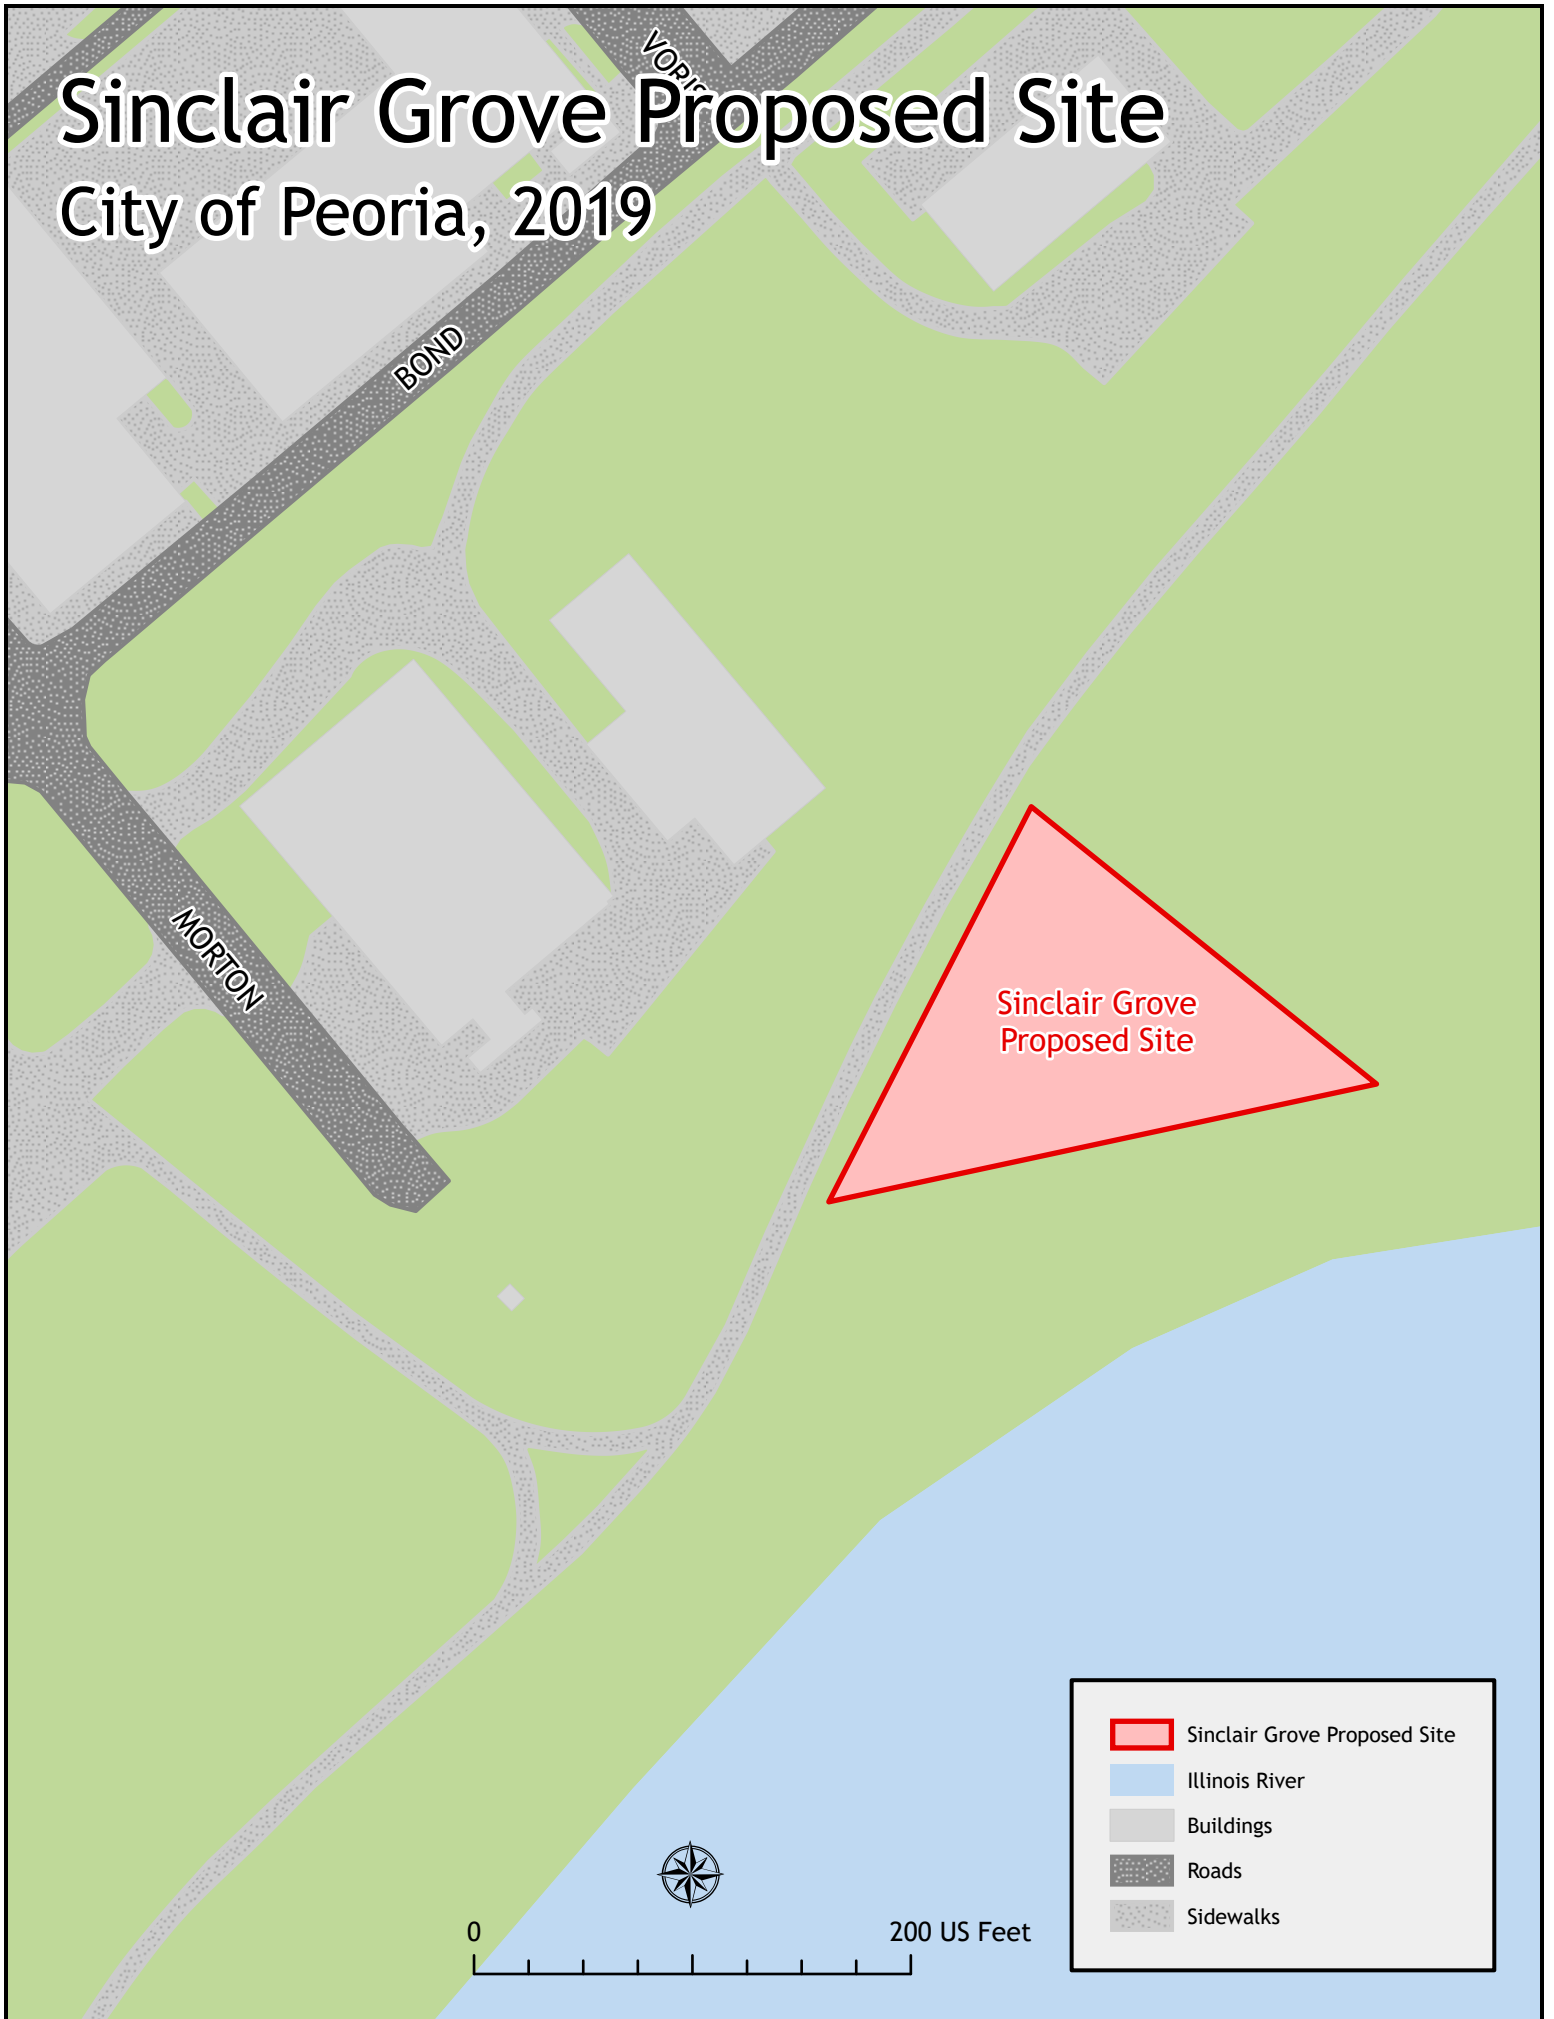 Sinclair Grove Proposed Site
City of Peoria, 2019
BOND
MORTON
Sinclair Grove
Proposed Site
Sinclair Grove Proposed Site
Illinois River
Buildings
Roads
Sidewalks
0
200 US Feet